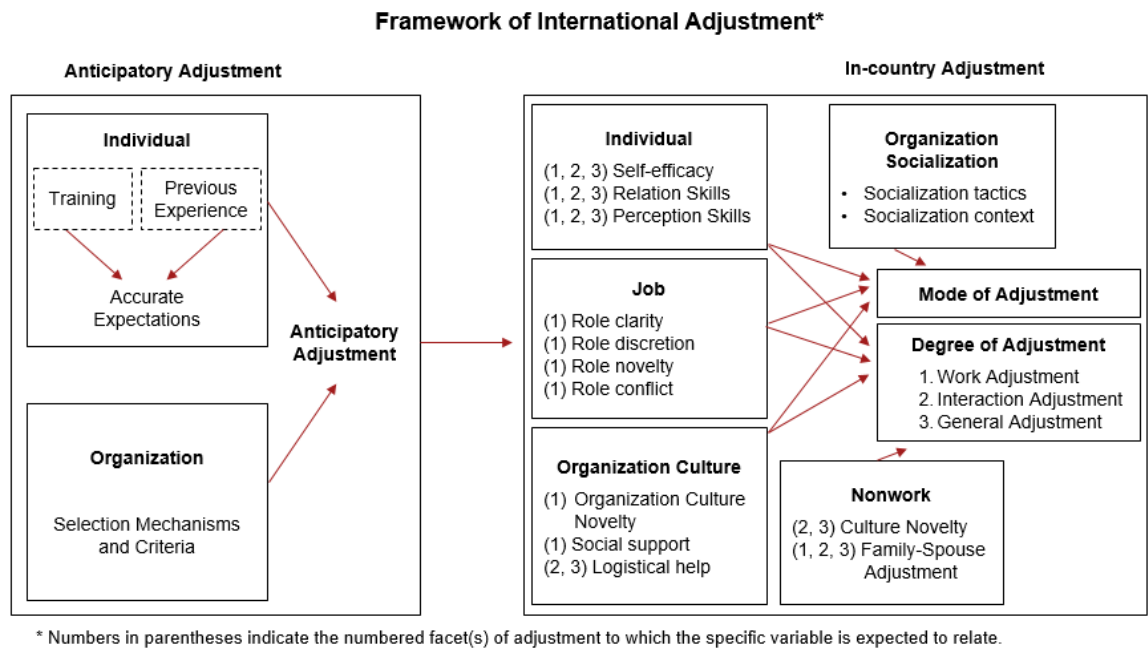 Framework of International Adjustment*
Anticipatory Adjustment
Individual
Training
Previous
Experience
Accurate
Expectations
Anticipatory
Adjustment
Organization
Selection Mechanisms
and Criteria
In-country Adjustment
Individual
(1, 2, 3) Self-efficacy
(1, 2, 3) Relation Skills
(1, 2, 3) Perception Skills
Job
(1) Role clarity
(1) Role discretion
(1) Role novelty
(1) Role conflict
Organization Culture
(1) Organization Culture
Novelty
(1) Social support
(2, 3) Logistical help
Organization
Socialization
• Socialization tactics
• Socialization context
Mode of Adjustment
Degree of Adjustment
1. Work Adjustment
2. Interaction Adjustment
3. General Adjustment
Nonwork
(2, 3) Culture Novelty
(1, 2, 3) Family-Spouse
Adjustment
* Numbers in parentheses indicate the numbered facet(s) of adjustment to which the specific variable is expected to relate.